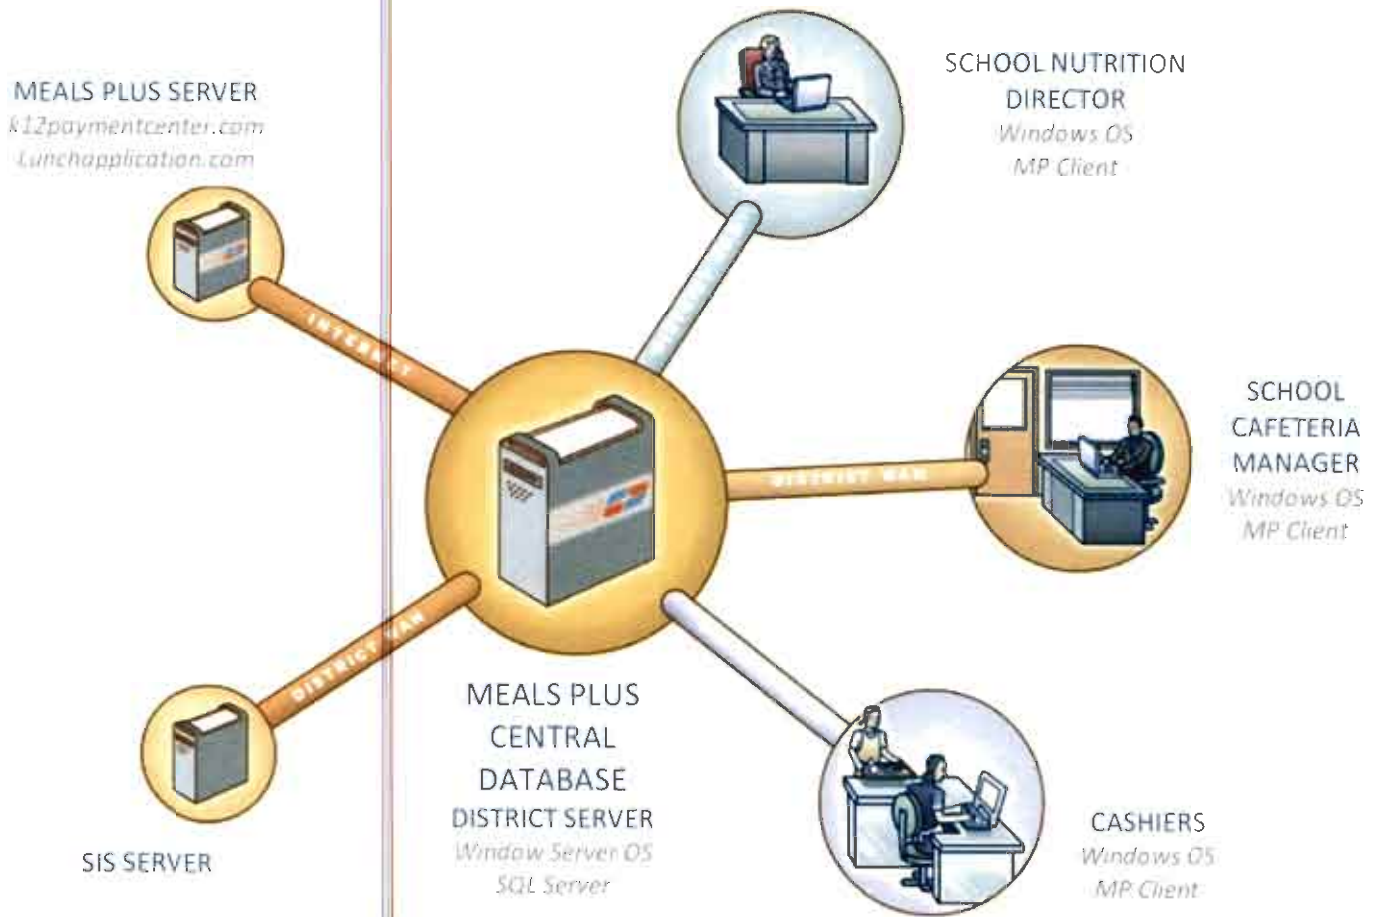 MEALS PLUS SERVER
k12paymentcenter.com
Lunchapplication.com
SCHOOL NUTRITION
DIRECTOR
Windows OS
MP Client
INTERNET
SCHOOL
CAFETERIA
MANAGER
Windows OS
MP Client
DISTRICT WAN
DISTRICT WAN
MEALS PLUS
CENTRAL
DATABASE
DISTRICT SERVER
Window Server OS
SQL Server
SIS SERVER
CASHIERS
Windows OS
MP Client